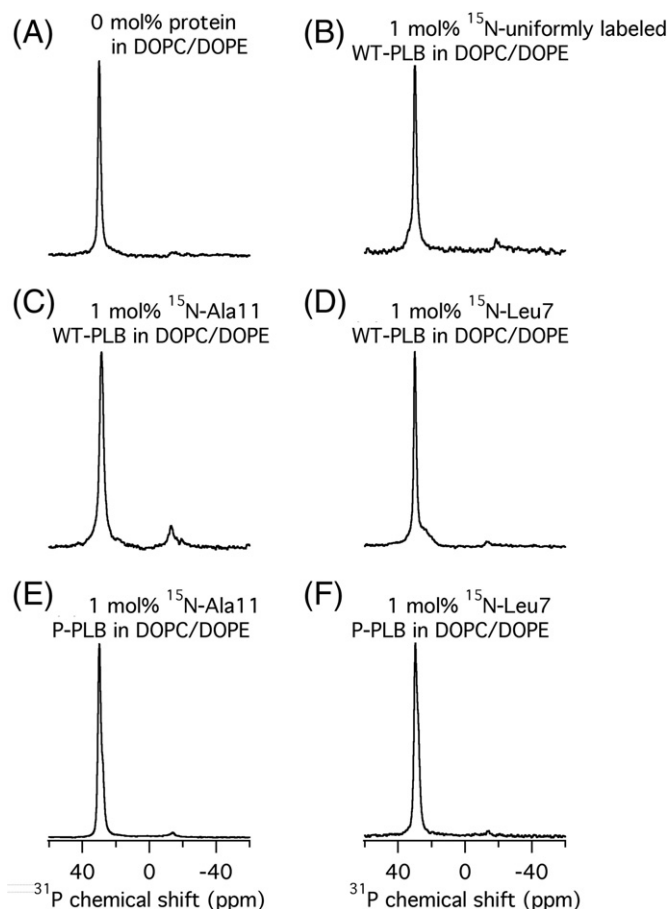 (A) 0 mol% protein
in DOPC/DOPE
(B) 1 mol% ¹⁵N-uniformly labeled
WT-PLB in DOPC/DOPE
(C) 1 mol% ¹⁵N-Ala11
WT-PLB in DOPC/DOPE
(D) 1 mol% ¹⁵N-Leu7
WT-PLB in DOPC/DOPE
(E) 1 mol% ¹⁵N-Ala11
P-PLB in DOPC/DOPE
(F) 1 mol% ¹⁵N-Leu7
P-PLB in DOPC/DOPE
40 0 -40
³¹P chemical shift (ppm)
40 0 -40
³¹P chemical shift (ppm)